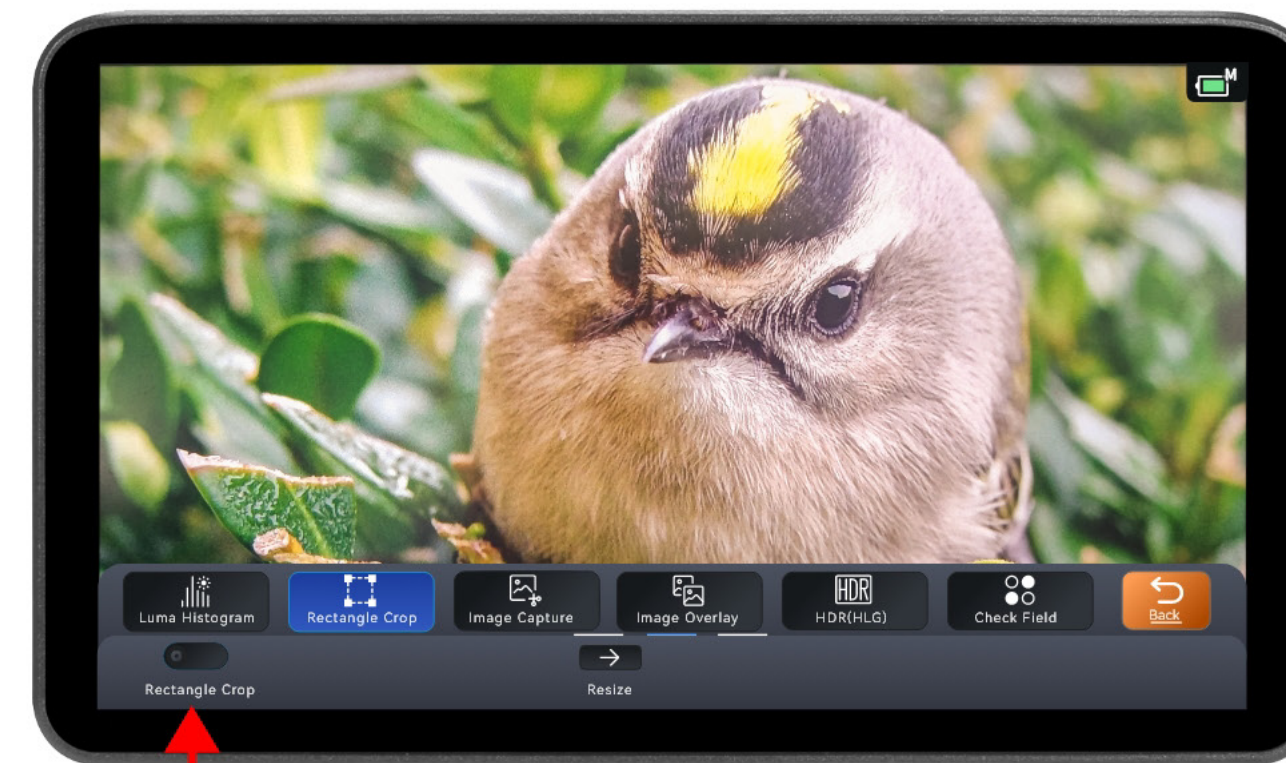 M
Luma Histogram
Rectangle Crop
Image Capture
Image Overlay
HDR
HDR(HLG)
Check Field
Back
Rectangle Crop
Resize